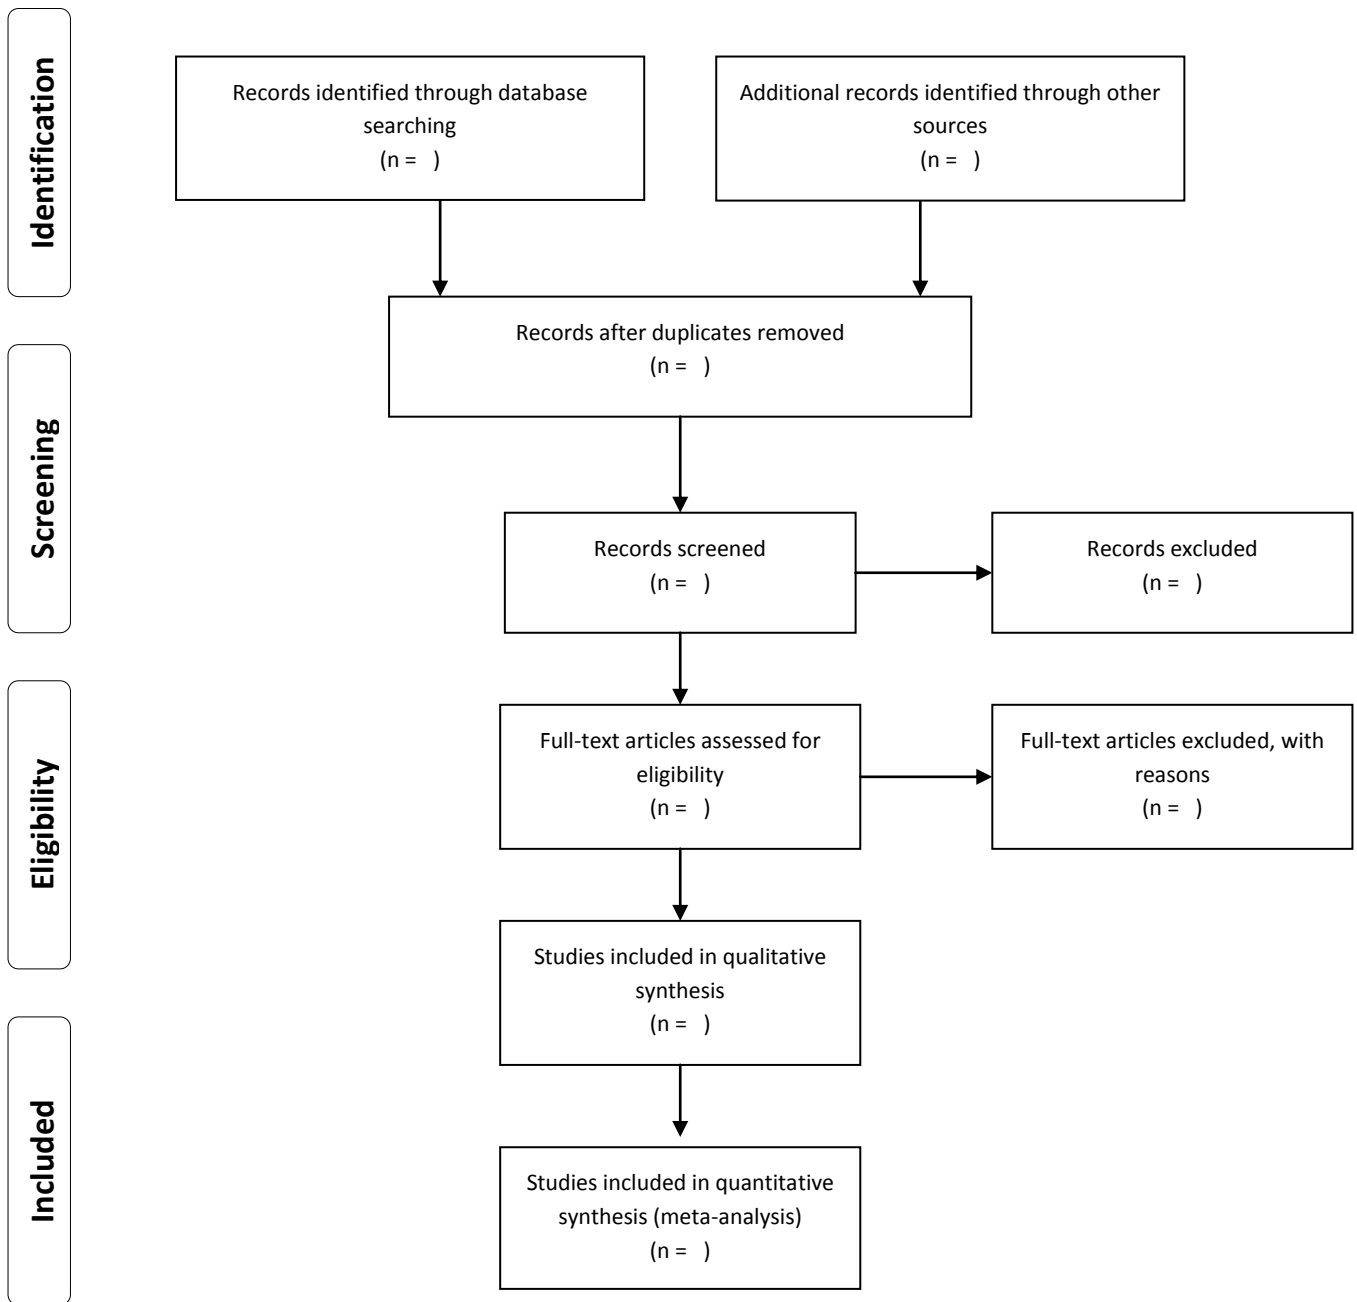 Identification
Records identified through database
searching
(n =   )
Additional records identified through other
sources
(n =   )
Records after duplicates removed
(n =   )
Screening
Records screened
(n =   )
Records excluded
(n =   )
Eligibility
Full-text articles assessed for
eligibility
(n =   )
Full-text articles excluded, with
reasons
(n =   )
Studies included in qualitative
synthesis
(n =   )
Included
Studies included in quantitative
synthesis (meta-analysis)
(n =   )